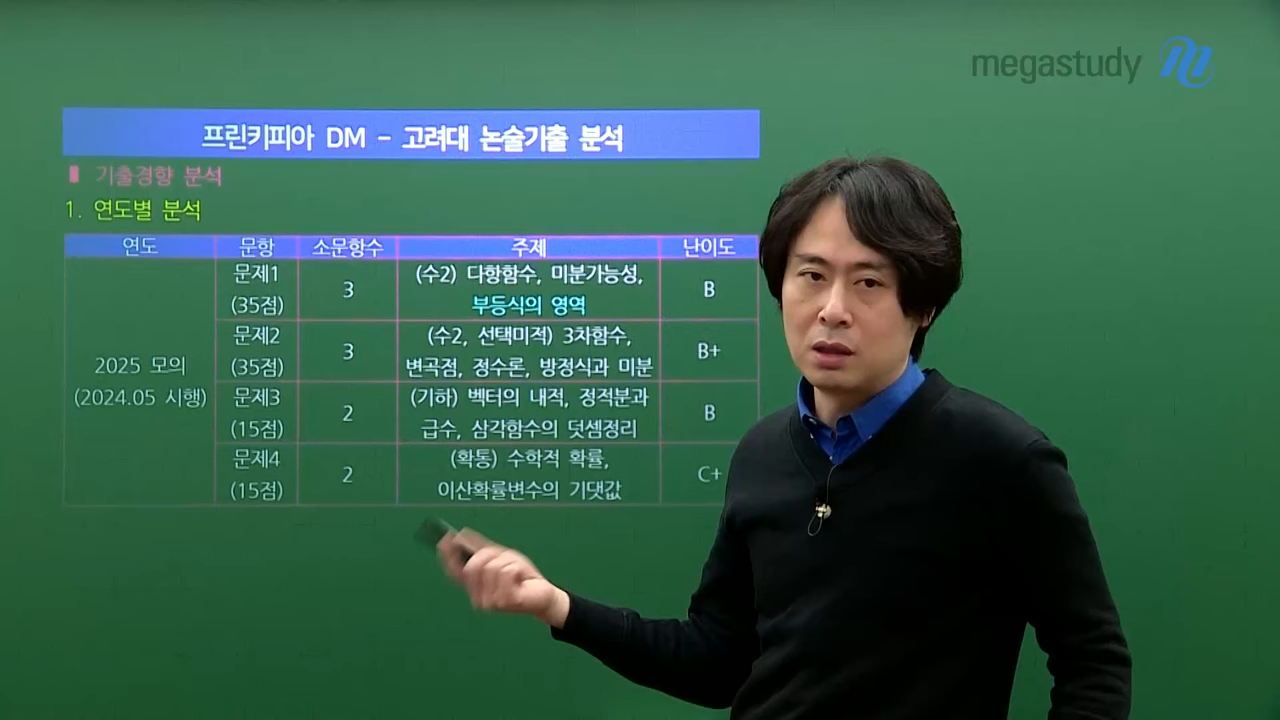 megastudy
프린키피아 DM - 고려대 논술기출 분석
기출경향 분석
1. 연도별 분석
연도 문항 소문항수 주제 난이도
2025 모의
(2024.05 시행)
문제1
(35점)
3
(수2) 다항함수, 미분가능성,
부등식의 영역
B
문제2
(35점)
3
(수2, 선택미적) 3차함수,
변곡점, 정수론, 방정식과 미분
B+
문제3
(15점)
2
(기하) 벡터의 내적, 정적분과
급수, 삼각함수의 덧셈정리
B
문제4
(15점)
2
(확통) 수학적 확률,
이산확률변수의 기댓값
C+